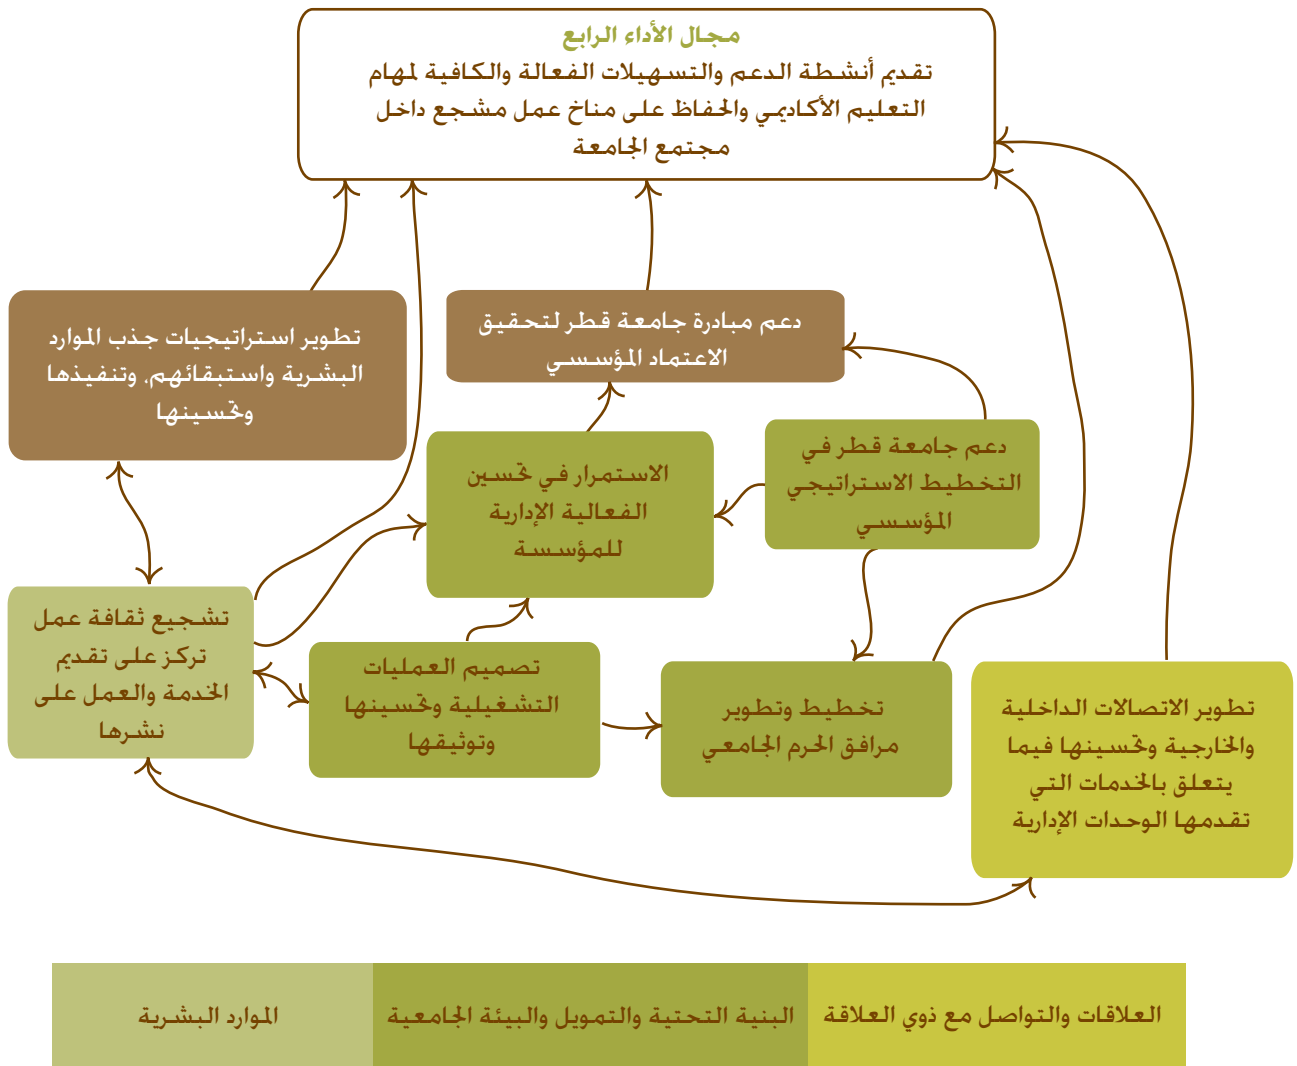 مجال الأداء الرابع
تقديم أنشطة الدعم والتسهيلات الفعالة والكافية لمهام
التعليم الأكاديمي والحفاظ على مناخ عمل مشجع داخل
مجتمع الجامعة
دعم مبادرة جامعة قطر لتحقيق
الاعتماد المؤسسي
تطوير استراتيجيات جذب الموارد
البشرية واستبقائهم، وتنفيذها
وتحسينها
دعم جامعة قطر في
التخطيط الاستراتيجي
المؤسسي
الاستمرار في تحسين
الفعالية الإدارية
للمؤسسة
تطوير الاتصالات الداخلية
والخارجية وتحسينها فيما
يتعلق بالخدمات التي
تقدمها الوحدات الإدارية
تخطيط وتطوير
مرافق الحرم الجامعي
تصميم العمليات
التشغيلية وتحسينها
وتوثيقها
تشجيع ثقافة عمل
تركز على تقديم
الخدمة والعمل على
نشرها
العلاقات والتواصل مع ذوي العلاقة
البنية التحتية والتمويل والبيئة الجامعية
الموارد البشرية